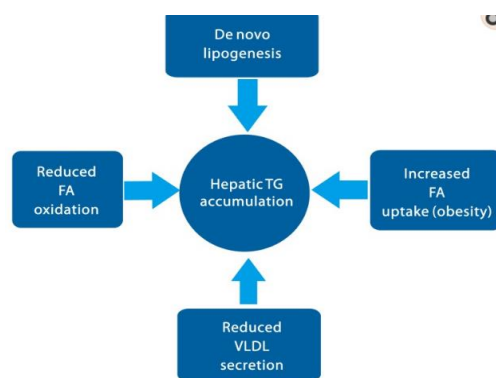 De novo
lipogenesis
Reduced
FA
oxidation
Hepatic TG
accumulation
Increased
FA
uptake (obesity)
Reduced
VLDL
secretion